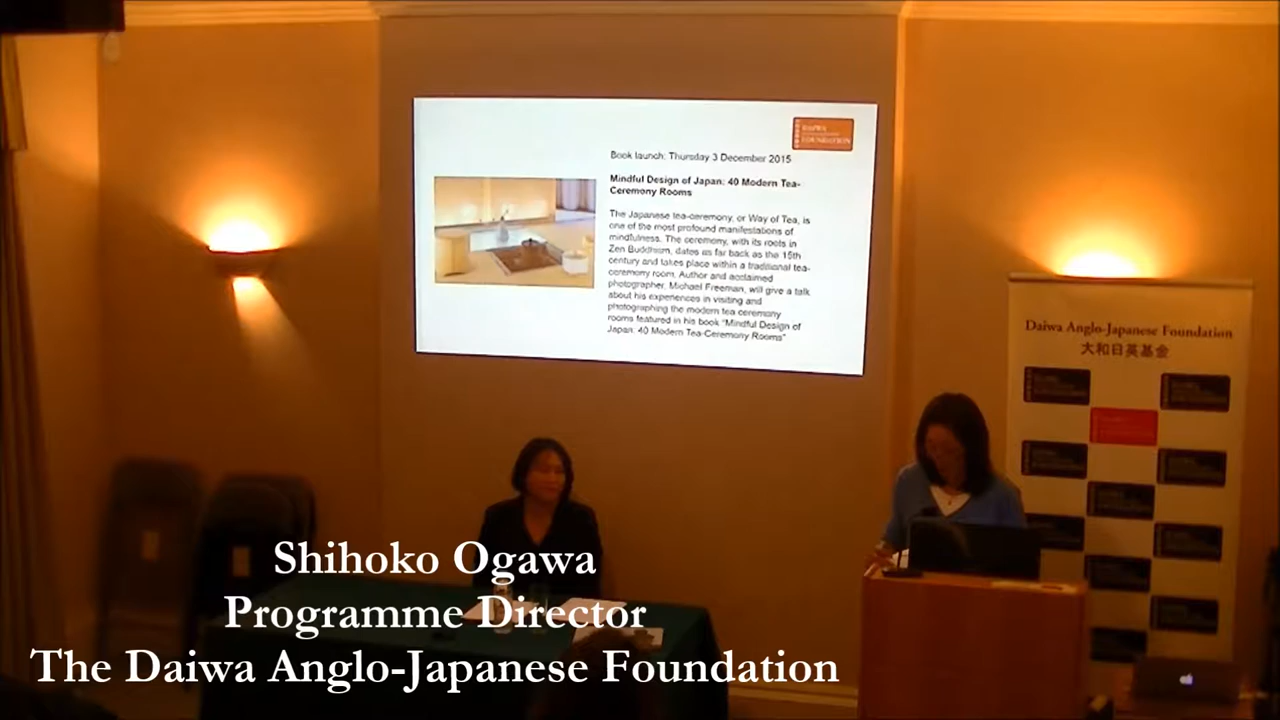 DAIWA
FOUNDATION
Book launch: Thursday 3 December 2015
Mindful Design of Japan: 40 Modern Tea-
Ceremony Rooms
The Japanese tea-ceremony, or Way of Tea, is
one of the most profound manifestations of
mindfulness. The ceremony, with its roots in
Zen Buddhism, dates as far back as the 15th
century and takes place within a traditional tea-
ceremony room. Author and acclaimed
photographer, Michael Freeman, will give a talk
about his experiences in visiting and
photographing the modern tea ceremony
rooms featured in his book "Mindful Design of
Japan: 40 Modern Tea-Ceremony Rooms"
Daiwa Anglo-Japanese Foundation
大和日英基金
Shihoko Ogawa
Programme Director
The Daiwa Anglo-Japanese Foundation